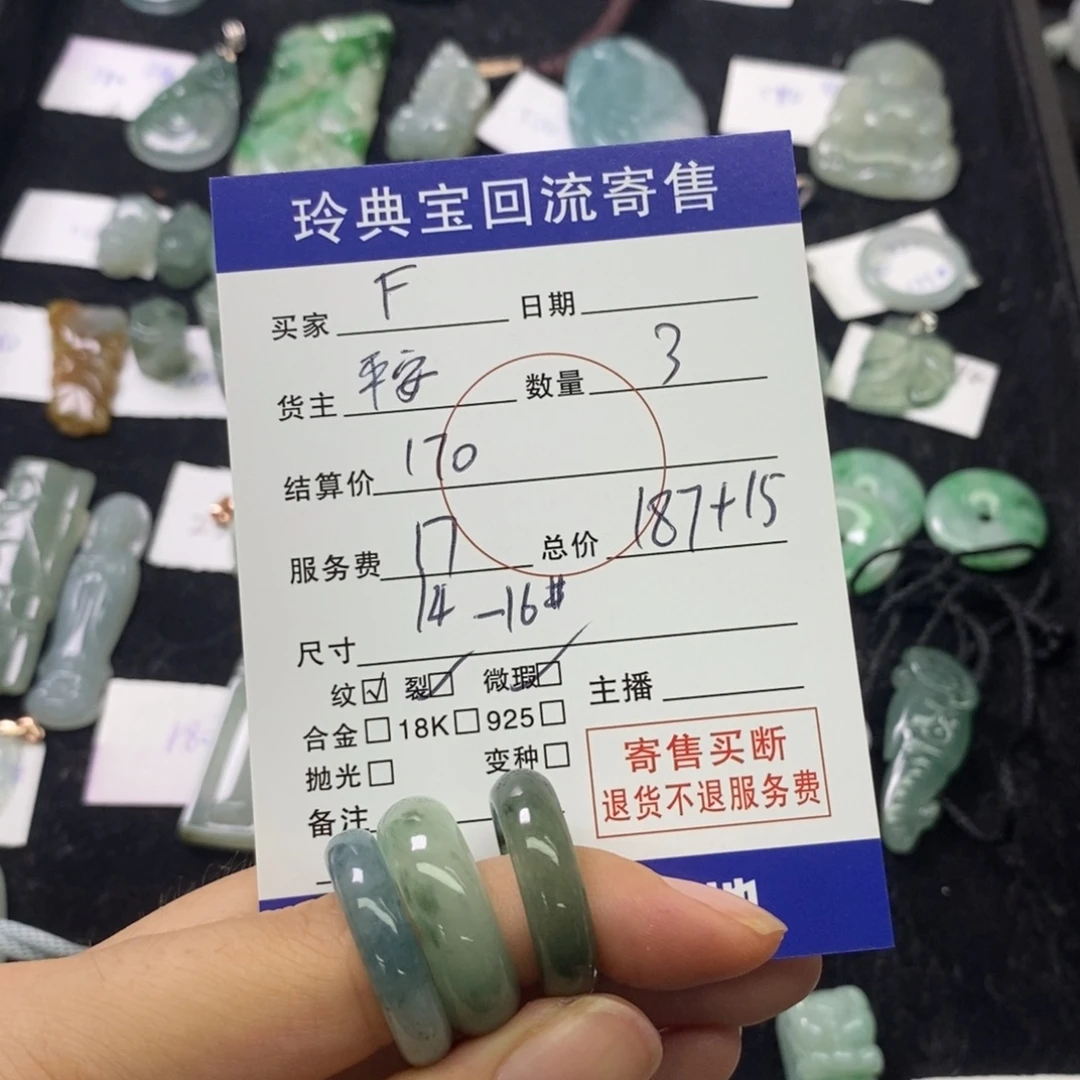 玲典宝回流寄售
买家 F 日期
货主 平安 数量 3
结算价 170
服务费 17 总价 187+15
尺寸 14-16#
纹☑ 裂☑ 微瑕☑ 主播
合金☐ 18K☐ 925☐
抛光☐ 变种☐
寄售买断
退货不退服务费
备注